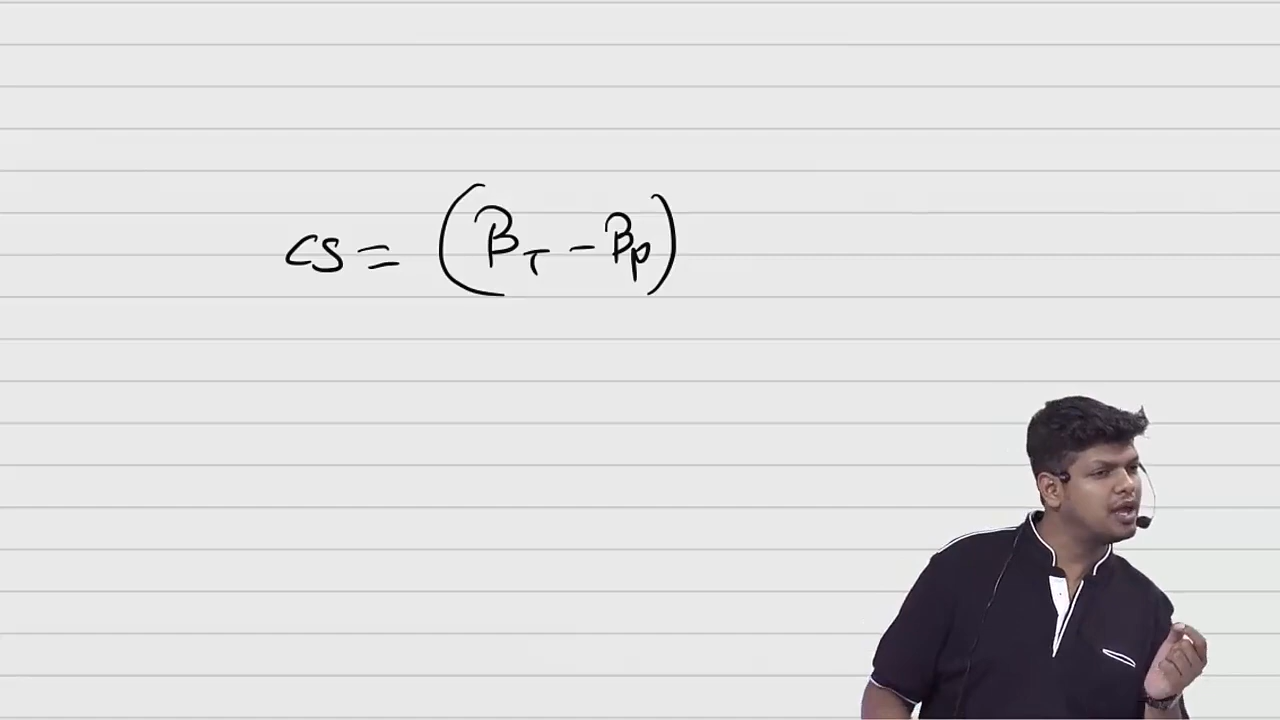 CS = (β_T − β_P)